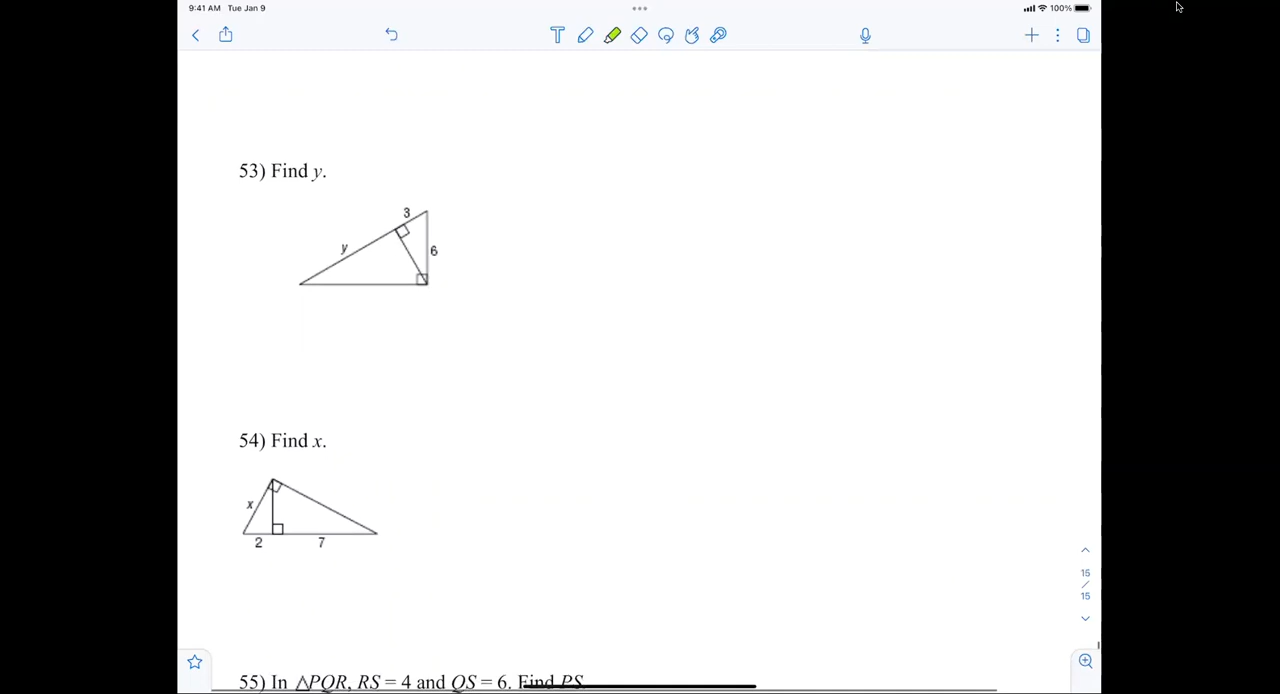 9:41 AM Tue Jan 9
100%
53) Find y.
3
y
6
54) Find x.
x
2
7
15
15
55) In △PQR, RS = 4 and QS = 6. Find PS.